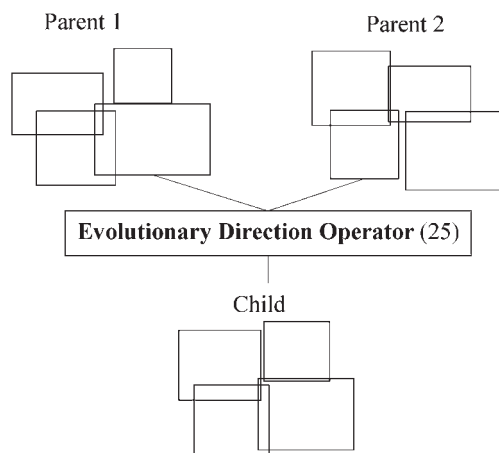 Parent 1
Parent 2
Evolutionary Direction Operator (25)
Child